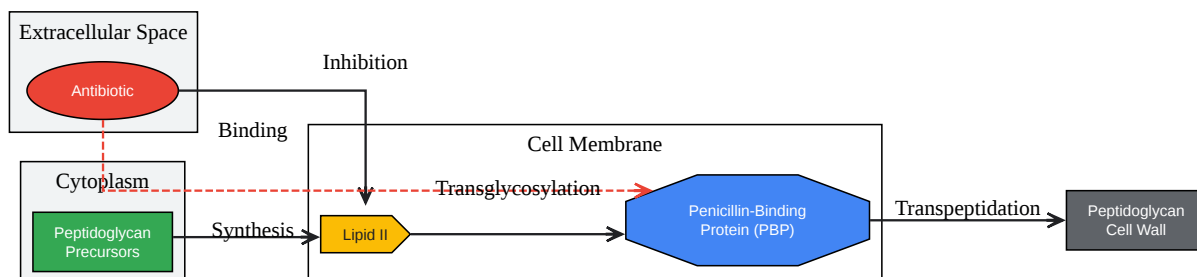 Extracellular Space
Antibiotic
Inhibition
Binding
Cell Membrane
Cytoplasm
Transglycosylation
Peptidoglycan
Precursors
Synthesis
Lipid II
Penicillin-Binding
Protein (PBP)
Transpeptidation
Peptidoglycan
Cell Wall